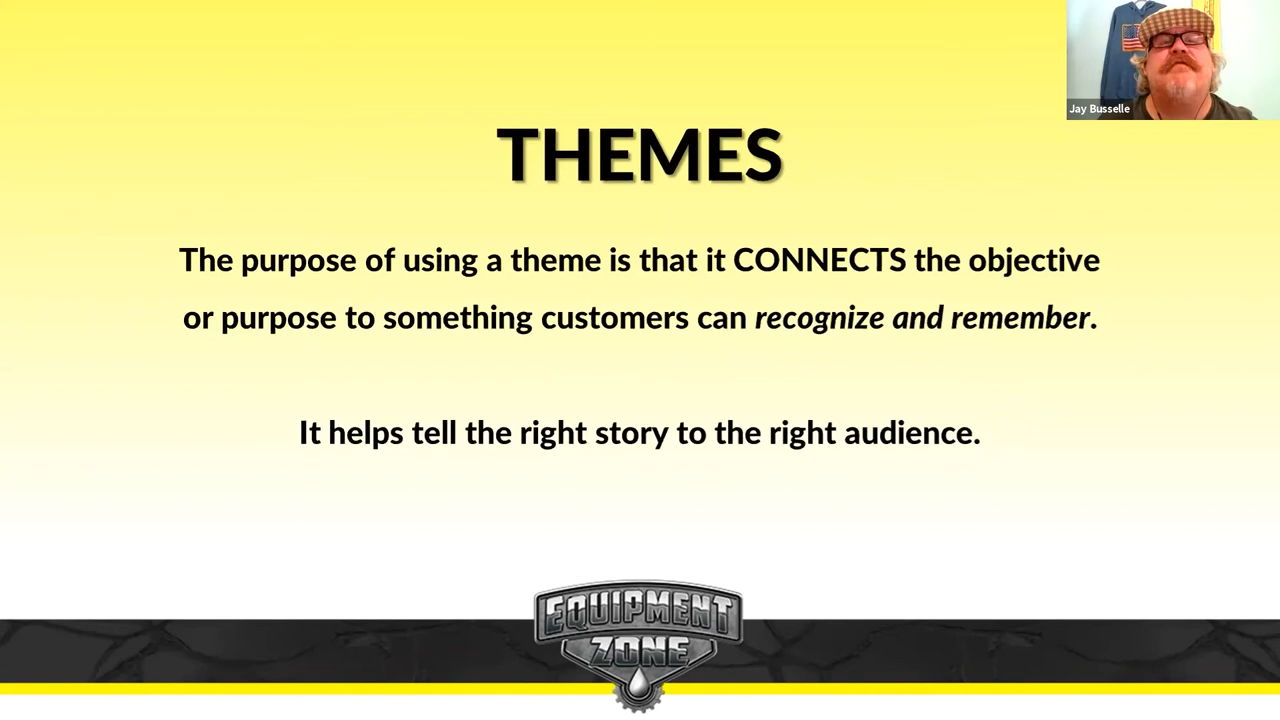 Jay Busselle
THEMES
The purpose of using a theme is that it CONNECTS the objective
or purpose to something customers can recognize and remember.
It helps tell the right story to the right audience.
EQUIPMENT
ZONE